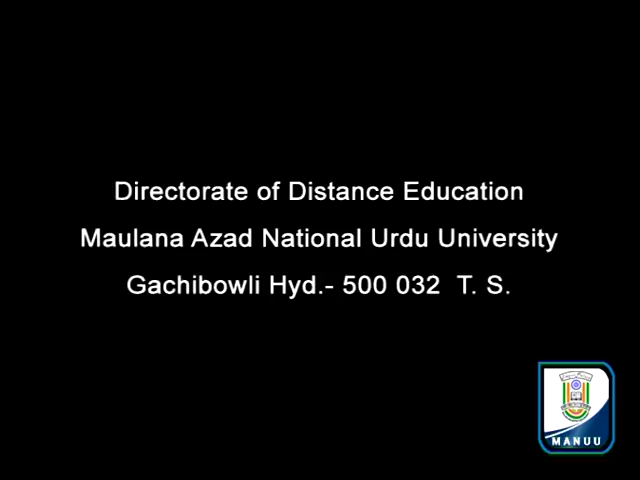 Directorate of Distance Education
Maulana Azad National Urdu University
Gachibowli Hyd.- 500 032 T. S.
MANUU